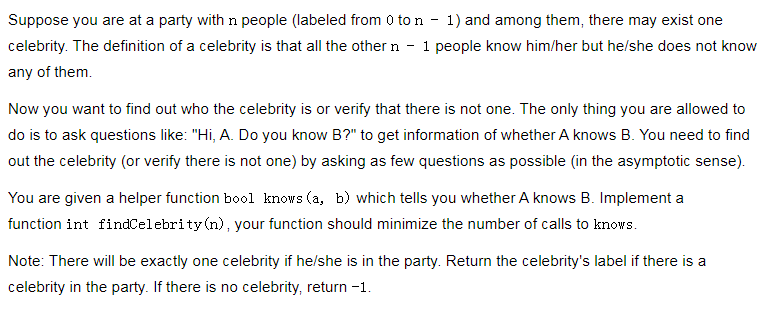 Suppose you are at a party with n people (labeled from 0 to n - 1) and among them, there may exist one
celebrity. The definition of a celebrity is that all the other n - 1 people know him/her but he/she does not know
any of them.
Now you want to find out who the celebrity is or verify that there is not one. The only thing you are allowed to
do is to ask questions like: "Hi, A. Do you know B?" to get information of whether A knows B. You need to find
out the celebrity (or verify there is not one) by asking as few questions as possible (in the asymptotic sense).
You are given a helper function bool knows(a, b) which tells you whether A knows B. Implement a
function int findCelebrity(n), your function should minimize the number of calls to knows.
Note: There will be exactly one celebrity if he/she is in the party. Return the celebrity's label if there is a
celebrity in the party. If there is no celebrity, return -1.